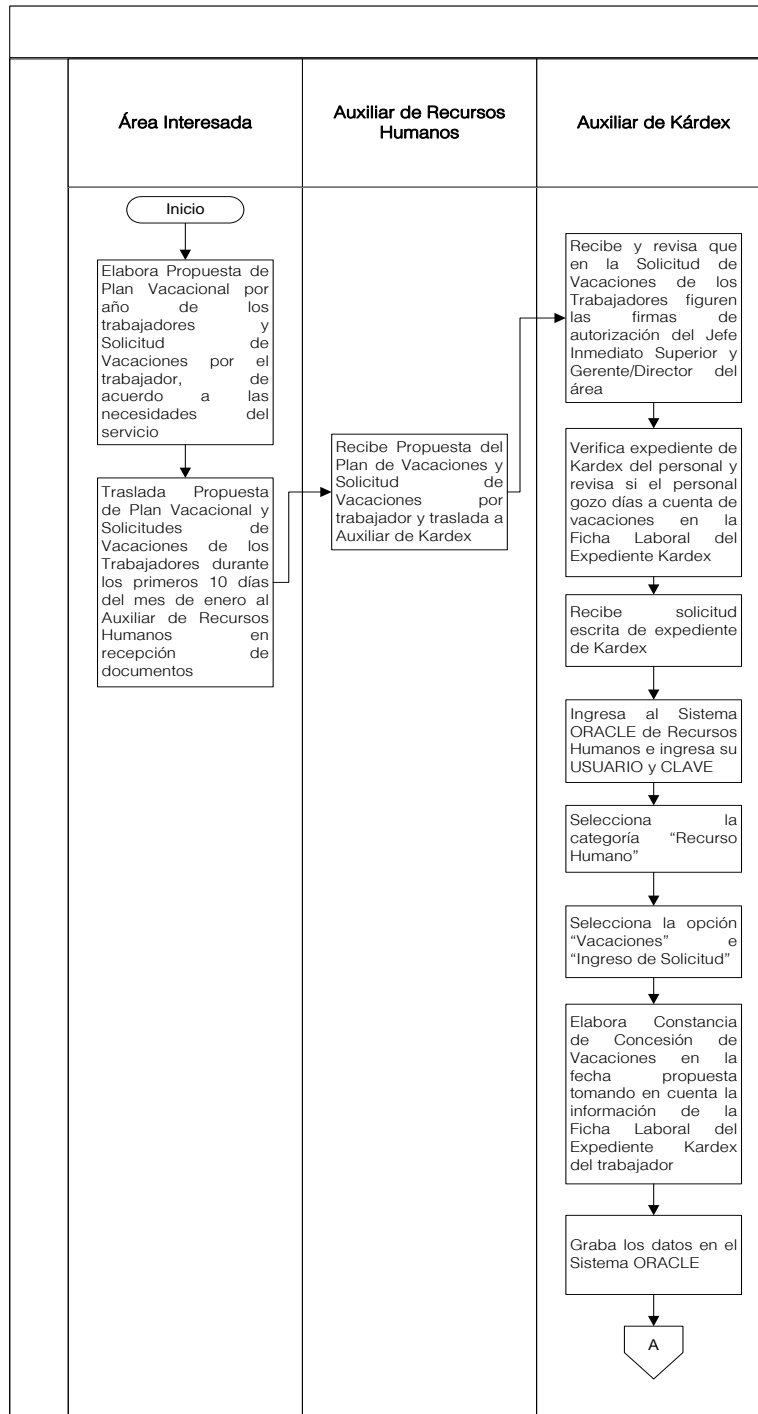 Área Interesada
Auxiliar de Recursos
Humanos
Auxiliar de Kárdex
Inicio
Elabora Propuesta de
Plan Vacacional por
año de los
trabajadores y
Solicitud de
Vacaciones por el
trabajador, de
acuerdo a las
necesidades del
servicio
Traslada Propuesta
de Plan Vacacional y
Solicitudes de
Vacaciones de los
Trabajadores durante
los primeros 10 días
del mes de enero al
Auxiliar de Recursos
Humanos en
recepción de
documentos
Recibe Propuesta del
Plan de Vacaciones y
Solicitud de
Vacaciones por
trabajador y traslada a
Auxiliar de Kardex
Recibe y revisa que
en la Solicitud de
Vacaciones de los
Trabajadores figuren
las firmas de
autorización del Jefe
Inmediato Superior y
Gerente/Director del
área
Verifica expediente de
Kardex del personal y
revisa si el personal
gozo días a cuenta de
vacaciones en la
Ficha Laboral del
Expediente Kardex
Recibe solicitud
escrita de expediente
de Kardex
Ingresa al Sistema
ORACLE de Recursos
Humanos e ingresa su
USUARIO y CLAVE
Selecciona la
categoría “Recurso
Humano”
Selecciona la opción
“Vacaciones” e
“Ingreso de Solicitud”
Elabora Constancia
de Concesión de
Vacaciones en la
fecha propuesta
tomando en cuenta la
información de la
Ficha Laboral del
Expediente Kardex
del trabajador
Graba los datos en el
Sistema ORACLE
A